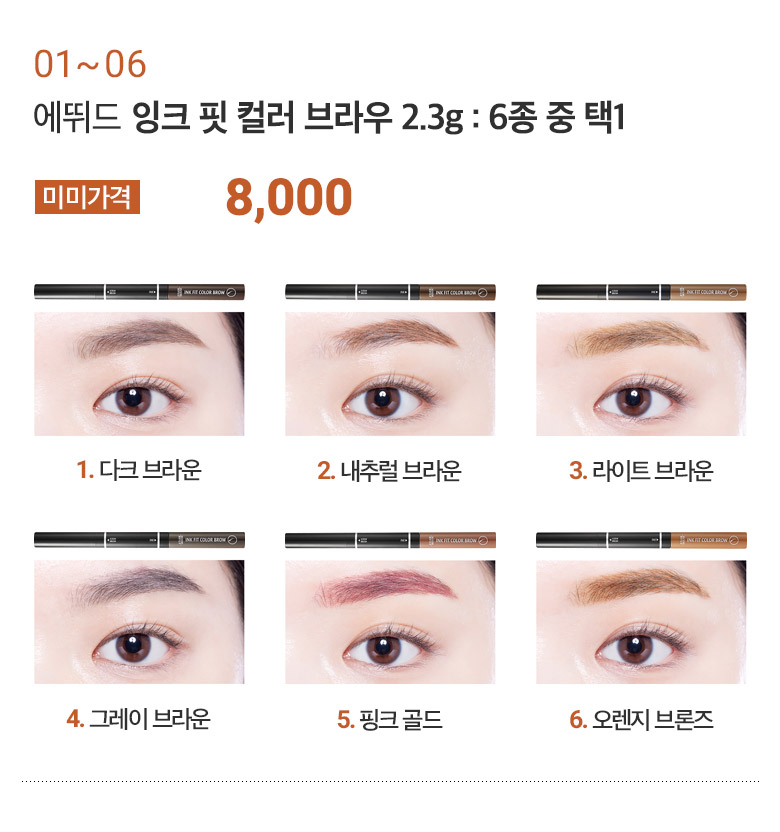 01~06
에뛰드 잉크 핏 컬러 브라우 2.3g : 6종 중 택1
미미가격 8,000
INK FIT COLOR BROW
INK FIT COLOR BROW
INK FIT COLOR BROW
1. 다크 브라운
2. 내추럴 브라운
3. 라이트 브라운
INK FIT COLOR BROW
INK FIT COLOR BROW
INK FIT COLOR BROW
4. 그레이 브라운
5. 핑크 골드
6. 오렌지 브론즈